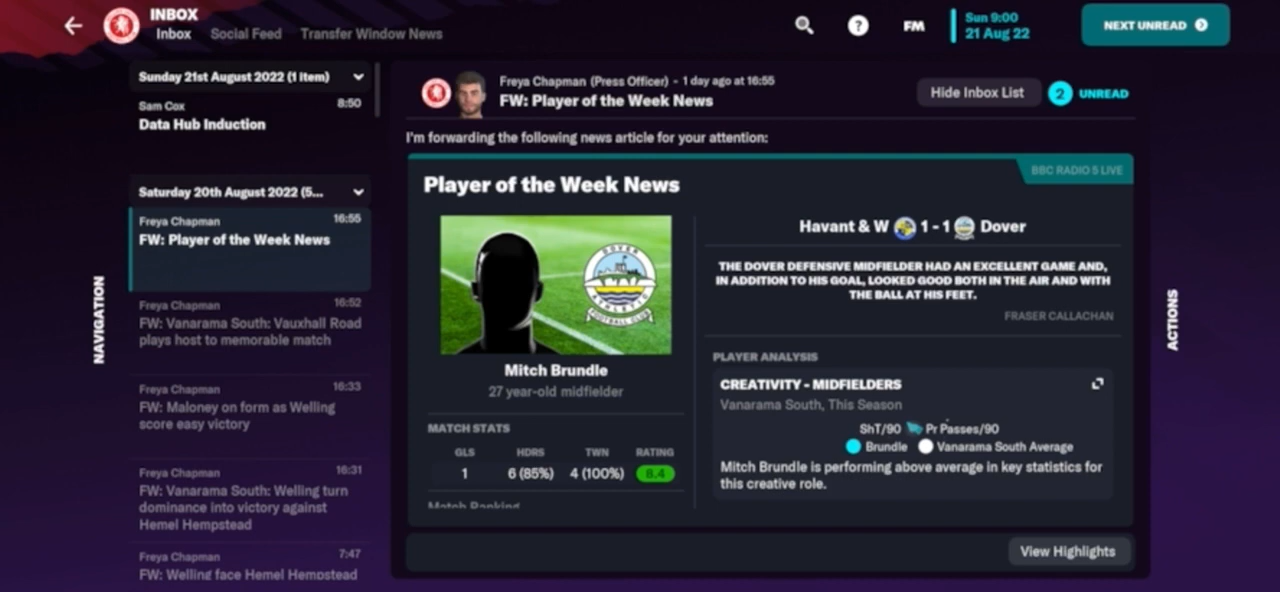 INBOX
Inbox Social Feed Transfer Window News
FM
Sun 9:00
21 Aug 22
NEXT UNREAD
NAVIGATION
Sunday 21st August 2022 (1 item)
Sam Cox 8:50
Data Hub Induction
Saturday 20th August 2022 (5...
Freya Chapman 16:55
FW: Player of the Week News
Freya Chapman 16:52
FW: Vanarama South: Vauxhall Road
plays host to memorable match
Freya Chapman 16:33
FW: Maloney on form as Welling
score easy victory
Freya Chapman 16:31
FW: Vanarama South: Welling turn
dominance into victory against
Hemel Hempstead
Freya Chapman 7:47
FW: Welling face Hemel Hempstead
Freya Chapman (Press Officer) - 1 day ago at 16:55
FW: Player of the Week News
Hide Inbox List
2 UNREAD
I'm forwarding the following news article for your attention:
BBC RADIO 5 LIVE
Player of the Week News
DOVER
ATHLETIC
FOOTBALL CLUB
Mitch Brundle
27 year-old midfielder
MATCH STATS
GLS HDRS TWN RATING
1 6 (85%) 4 (100%) 8.4
Match Ranking
Havant & W 1 - 1 Dover
THE DOVER DEFENSIVE MIDFIELDER HAD AN EXCELLENT GAME AND,
IN ADDITION TO HIS GOAL, LOOKED GOOD BOTH IN THE AIR AND WITH
THE BALL AT HIS FEET.
FRASER CALLACHAN
PLAYER ANALYSIS
CREATIVITY - MIDFIELDERS
Vanarama South, This Season
ShT/90 Pr Passes/90
Brundle Vanarama South Average
Mitch Brundle is performing above average in key statistics for
this creative role.
View Highlights
ACTIONS